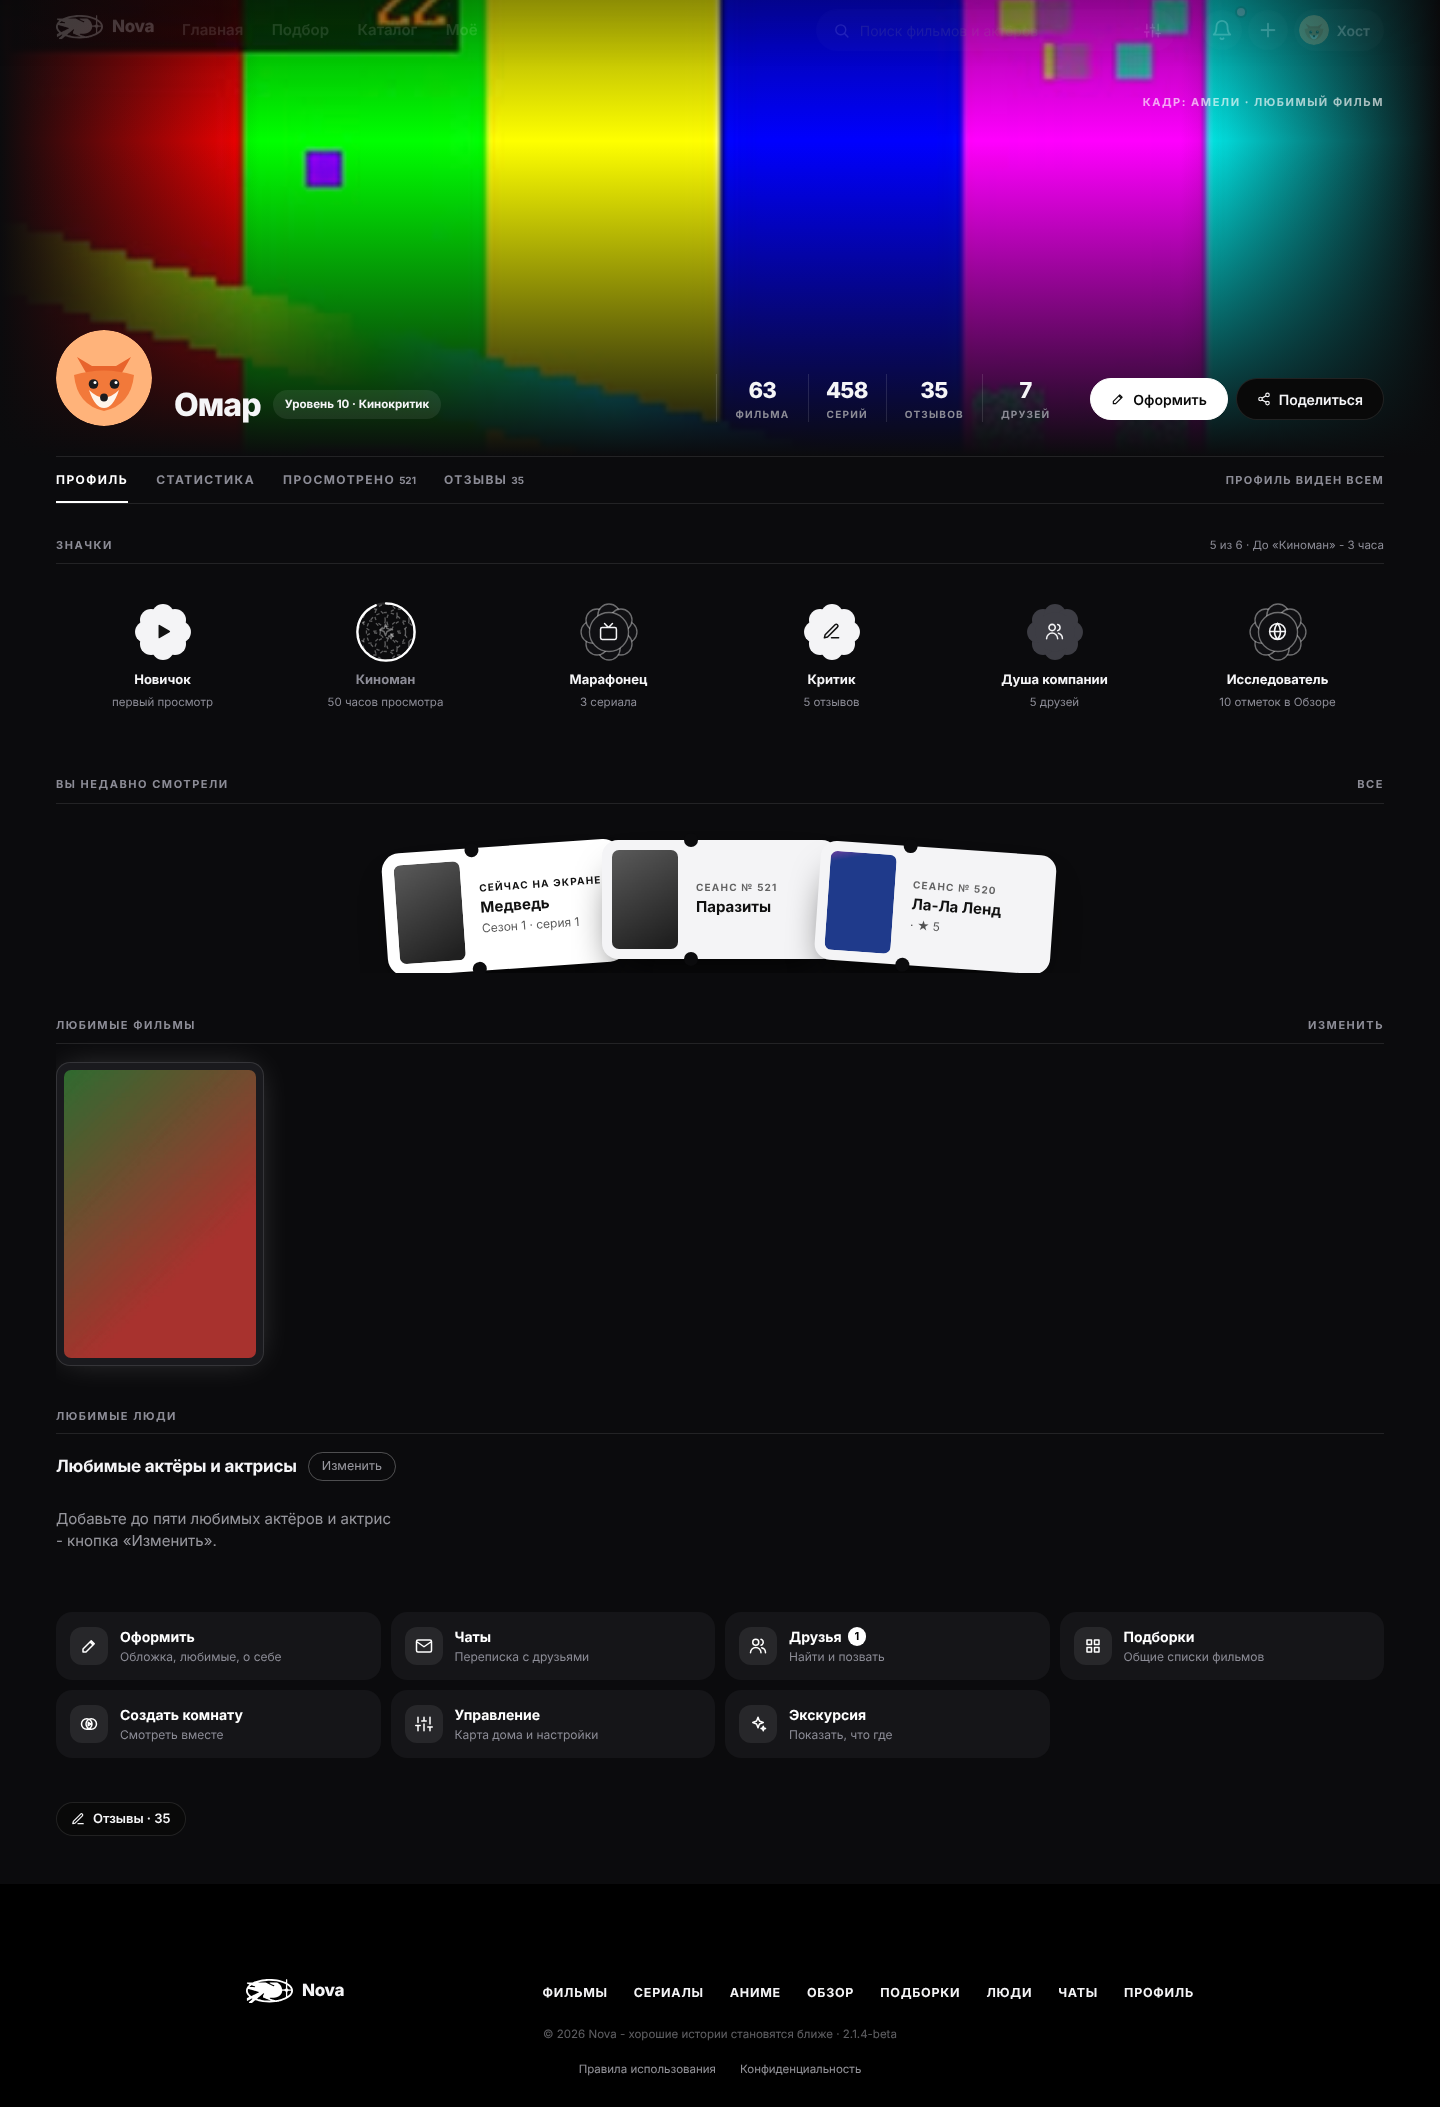 Nova Главная Подбор Каталог Моё Поиск фильмов и Хост
22
КАДР: АМЕЛИ · ЛЮБИМЫЙ ФИЛЬМ
Омар Уровень 10 · Кинокритик
63 458 35 7
ФИЛЬМА СЕРИЙ ОТЗЫВОВ ДРУЗЕЙ
Оформить Поделиться
ПРОФИЛЬ СТАТИСТИКА ПРОСМОТРЕНО 521 ОТЗЫВЫ 35 ПРОФИЛЬ ВИДЕН ВСЕМ
ЗНАЧКИ 5 из 6 · До «Киноман» - 3 часа
Новичок Киноман Марафонец Критик Душа компании Исследователь
первый просмотр 50 часов просмотра 3 сериала 5 отзывов 5 друзей 10 отметок в Обзоре
ВЫ НЕДАВНО СМОТРЕЛИ ВСЕ
СЕЙЧАС НА ЭКРАНЕ
Медведь
Сезон 1 · серия 1
СЕАНС № 521
Паразиты
СЕАНС № 520
Ла-Ла Ленд
· ★ 5
ЛЮБИМЫЕ ФИЛЬМЫ ИЗМЕНИТЬ
ЛЮБИМЫЕ ЛЮДИ
Любимые актёры и актрисы Изменить
Добавьте до пяти любимых актёров и актрис
- кнопка «Изменить».
Оформить
Обложка, любимые, о себе
Чаты
Переписка с друзьями
Друзья 1
Найти и позвать
Подборки
Общие списки фильмов
Создать комнату
Смотреть вместе
Управление
Карта дома и настройки
Экскурсия
Показать, что где
Отзывы · 35
Nova ФИЛЬМЫ СЕРИАЛЫ АНИМЕ ОБЗОР ПОДБОРКИ ЛЮДИ ЧАТЫ ПРОФИЛЬ
© 2026 Nova - хорошие истории становятся ближе · 2.1.4-beta
Правила использования Конфиденциальность